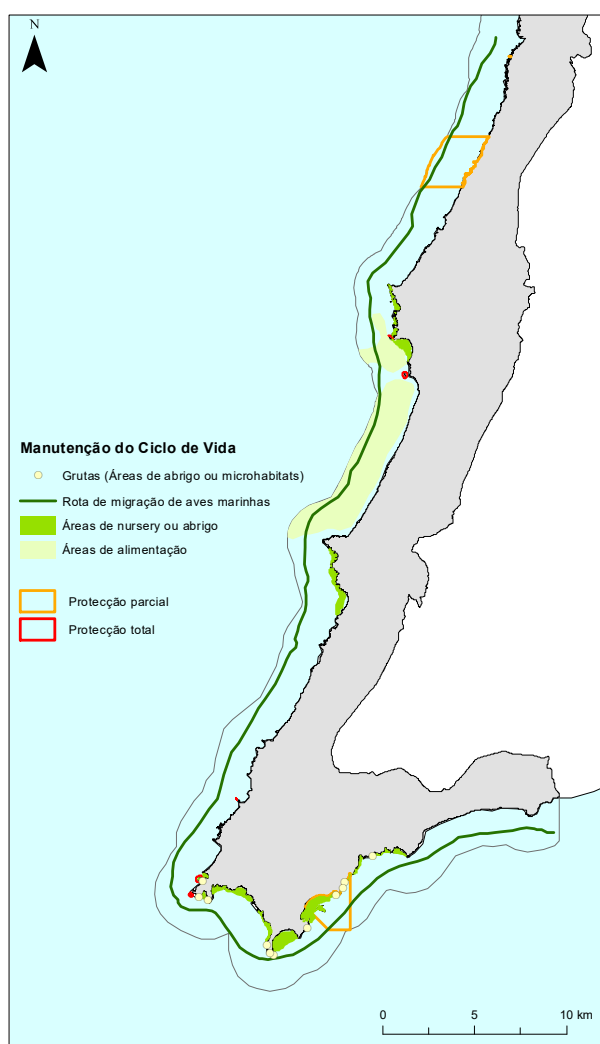 N
Manutenção do Ciclo de Vida
Grutas (Áreas de abrigo ou microhabitats)
Rota de migração de aves marinhas
Áreas de nursery ou abrigo
Áreas de alimentação
Protecção parcial
Protecção total
0 5 10 km